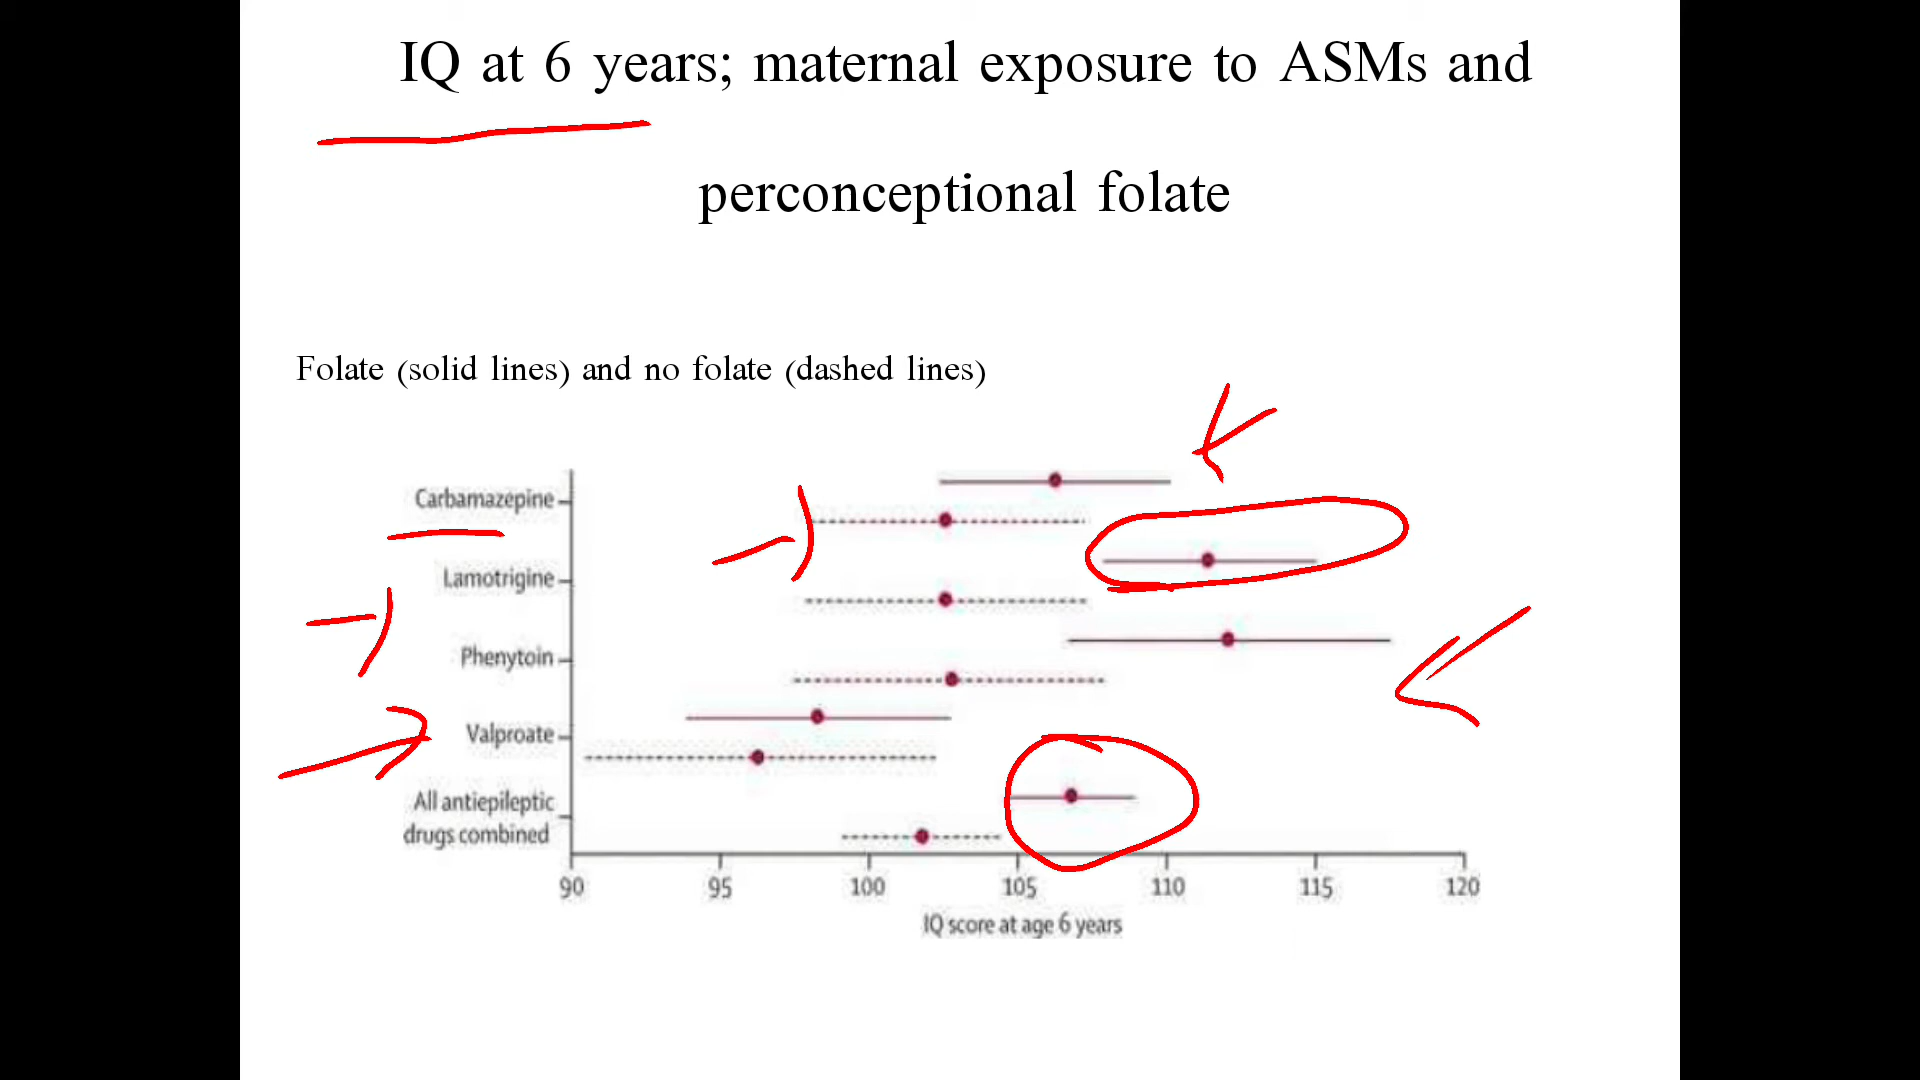 IQ at 6 years; maternal exposure to ASMs and
perconceptional folate
Folate (solid lines) and no folate (dashed lines)
Carbamazepine
Lamotrigine
Phenytoin
Valproate
All antiepileptic
drugs combined
90 95 100 105 110 115 120
IQ score at age 6 years